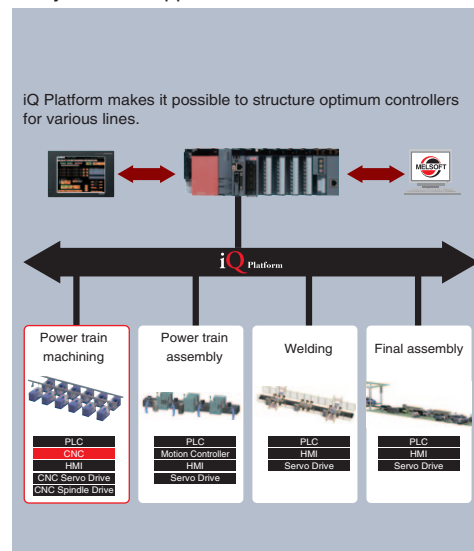 iQ Platform makes it possible to structure optimum controllers
for various lines.
MELSOFT
iQ Platform
Power train
machining
PLC
CNC
HMI
CNC Servo Drive
CNC Spindle Drive
Power train
assembly
PLC
Motion Controller
HMI
Servo Drive
Welding
PLC
HMI
Servo Drive
Final assembly
PLC
HMI
Servo Drive